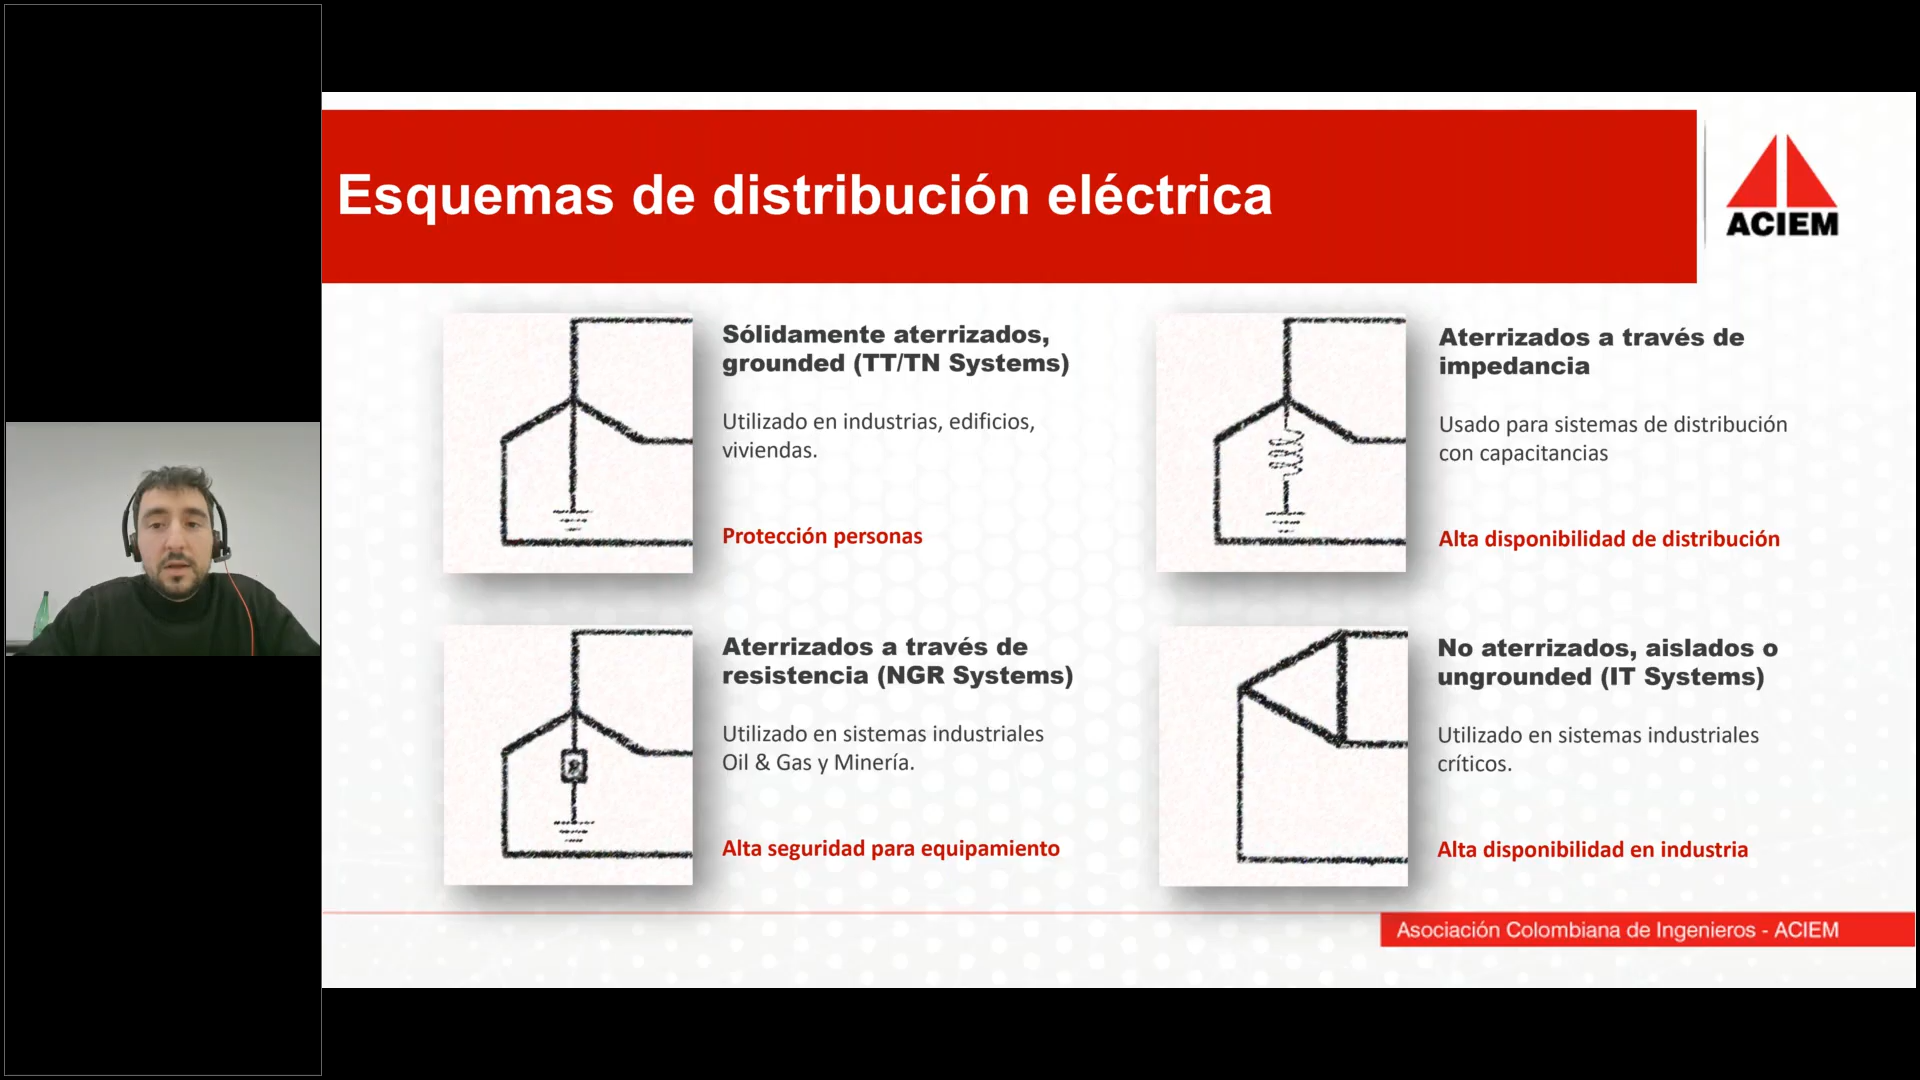 Esquemas de distribución eléctrica
ACIEM
Sólidamente aterrizados,
grounded (TT/TN Systems)
Utilizado en industrias, edificios,
viviendas.
Protección personas
Aterrizados a través de
impedancia
Usado para sistemas de distribución
con capacitancias
Alta disponibilidad de distribución
Aterrizados a través de
resistencia (NGR Systems)
Utilizado en sistemas industriales
Oil & Gas y Minería.
Alta seguridad para equipamiento
No aterrizados, aislados o
ungrounded (IT Systems)
Utilizado en sistemas industriales
críticos.
Alta disponibilidad en industria
Asociación Colombiana de Ingenieros - ACIEM